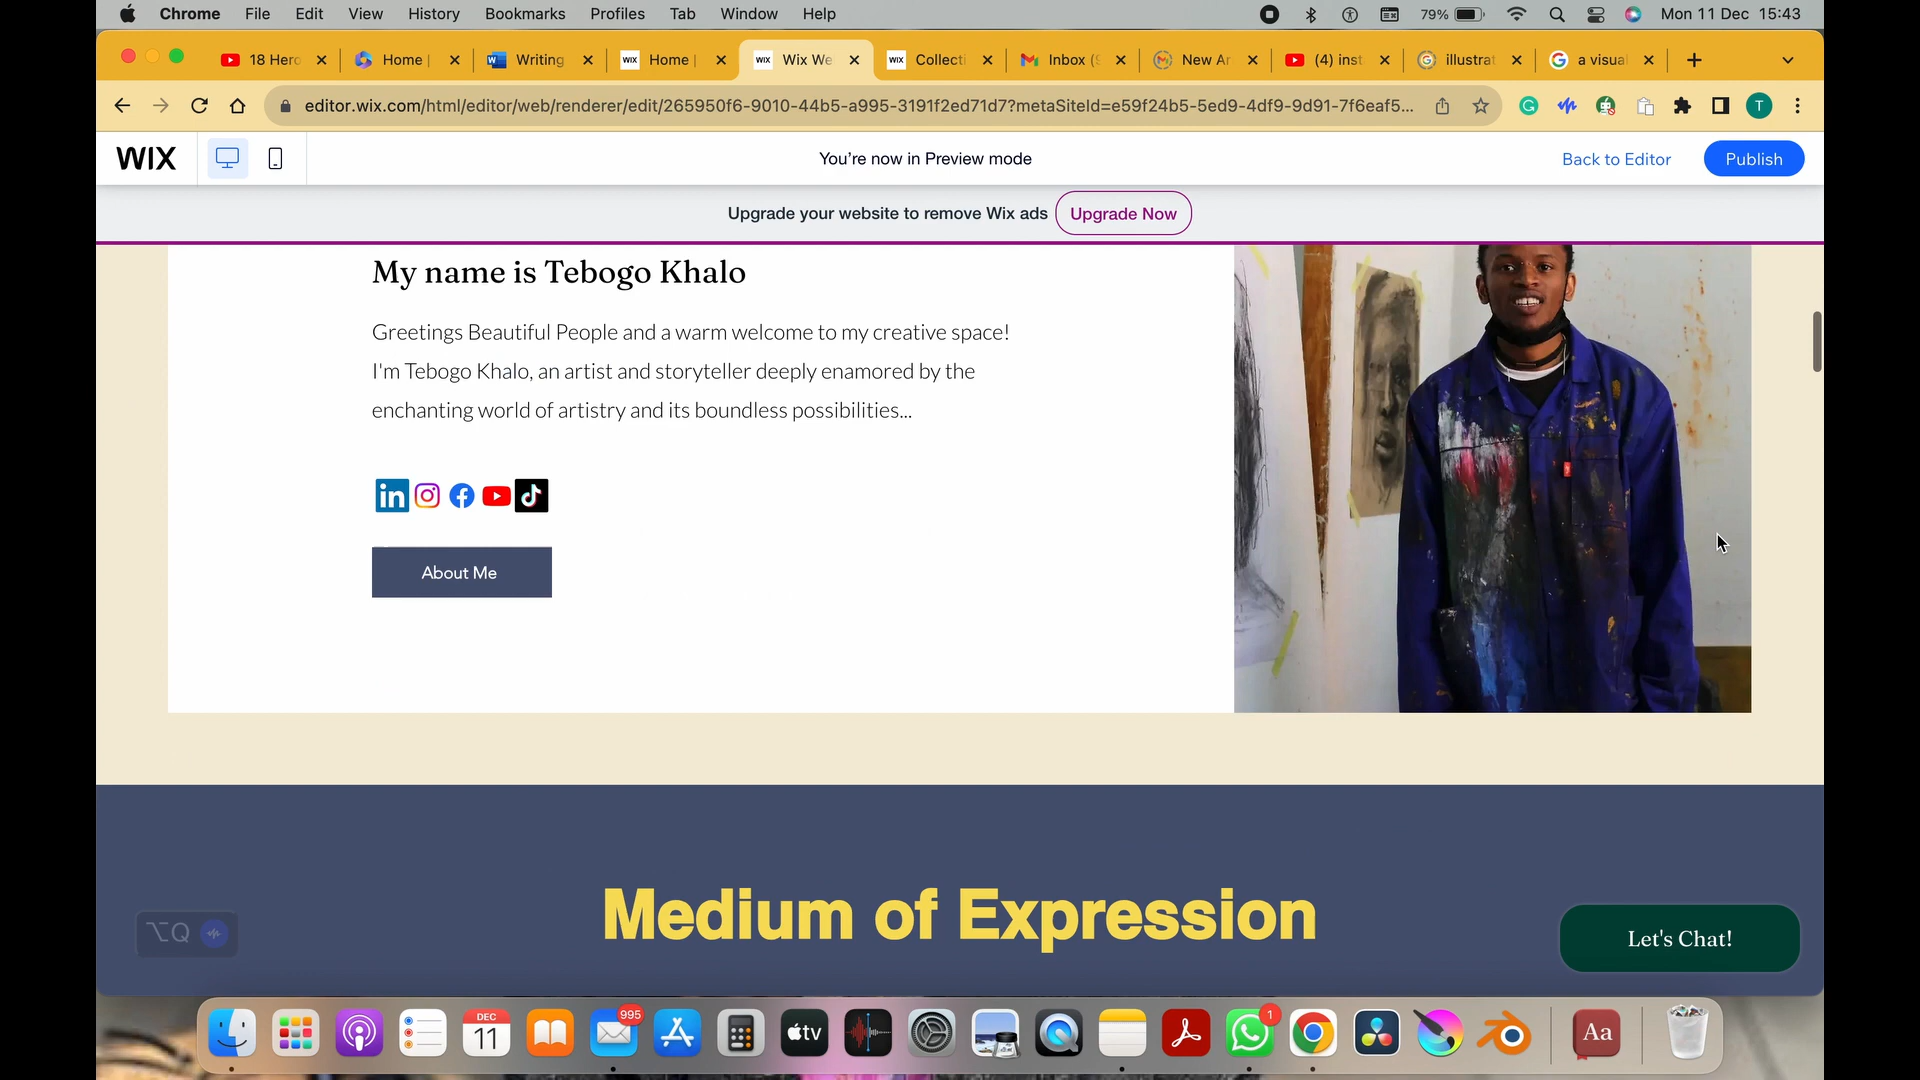 Chrome File Edit View History Bookmarks Profiles Tab Window Help 79% Mon 11 Dec 15:43
18 Hero Home | Writing Home | Wix We Collecti Inbox ( New Ar (4) inst illustrat a visual
editor.wix.com/html/editor/web/renderer/edit/265950f6-9010-44b5-a995-3191f2ed71d7?metaSiteId=e59f24b5-5ed9-4df9-9d91-7f6eaf5... T
WIX You're now in Preview mode Back to Editor Publish
Upgrade your website to remove Wix ads Upgrade Now
My name is Tebogo Khalo
Greetings Beautiful People and a warm welcome to my creative space!
I'm Tebogo Khalo, an artist and storyteller deeply enamored by the
enchanting world of artistry and its boundless possibilities...
in
About Me
Medium of Expression
⌥Q
Let's Chat!
DEC
11
995
tv
1
Aa